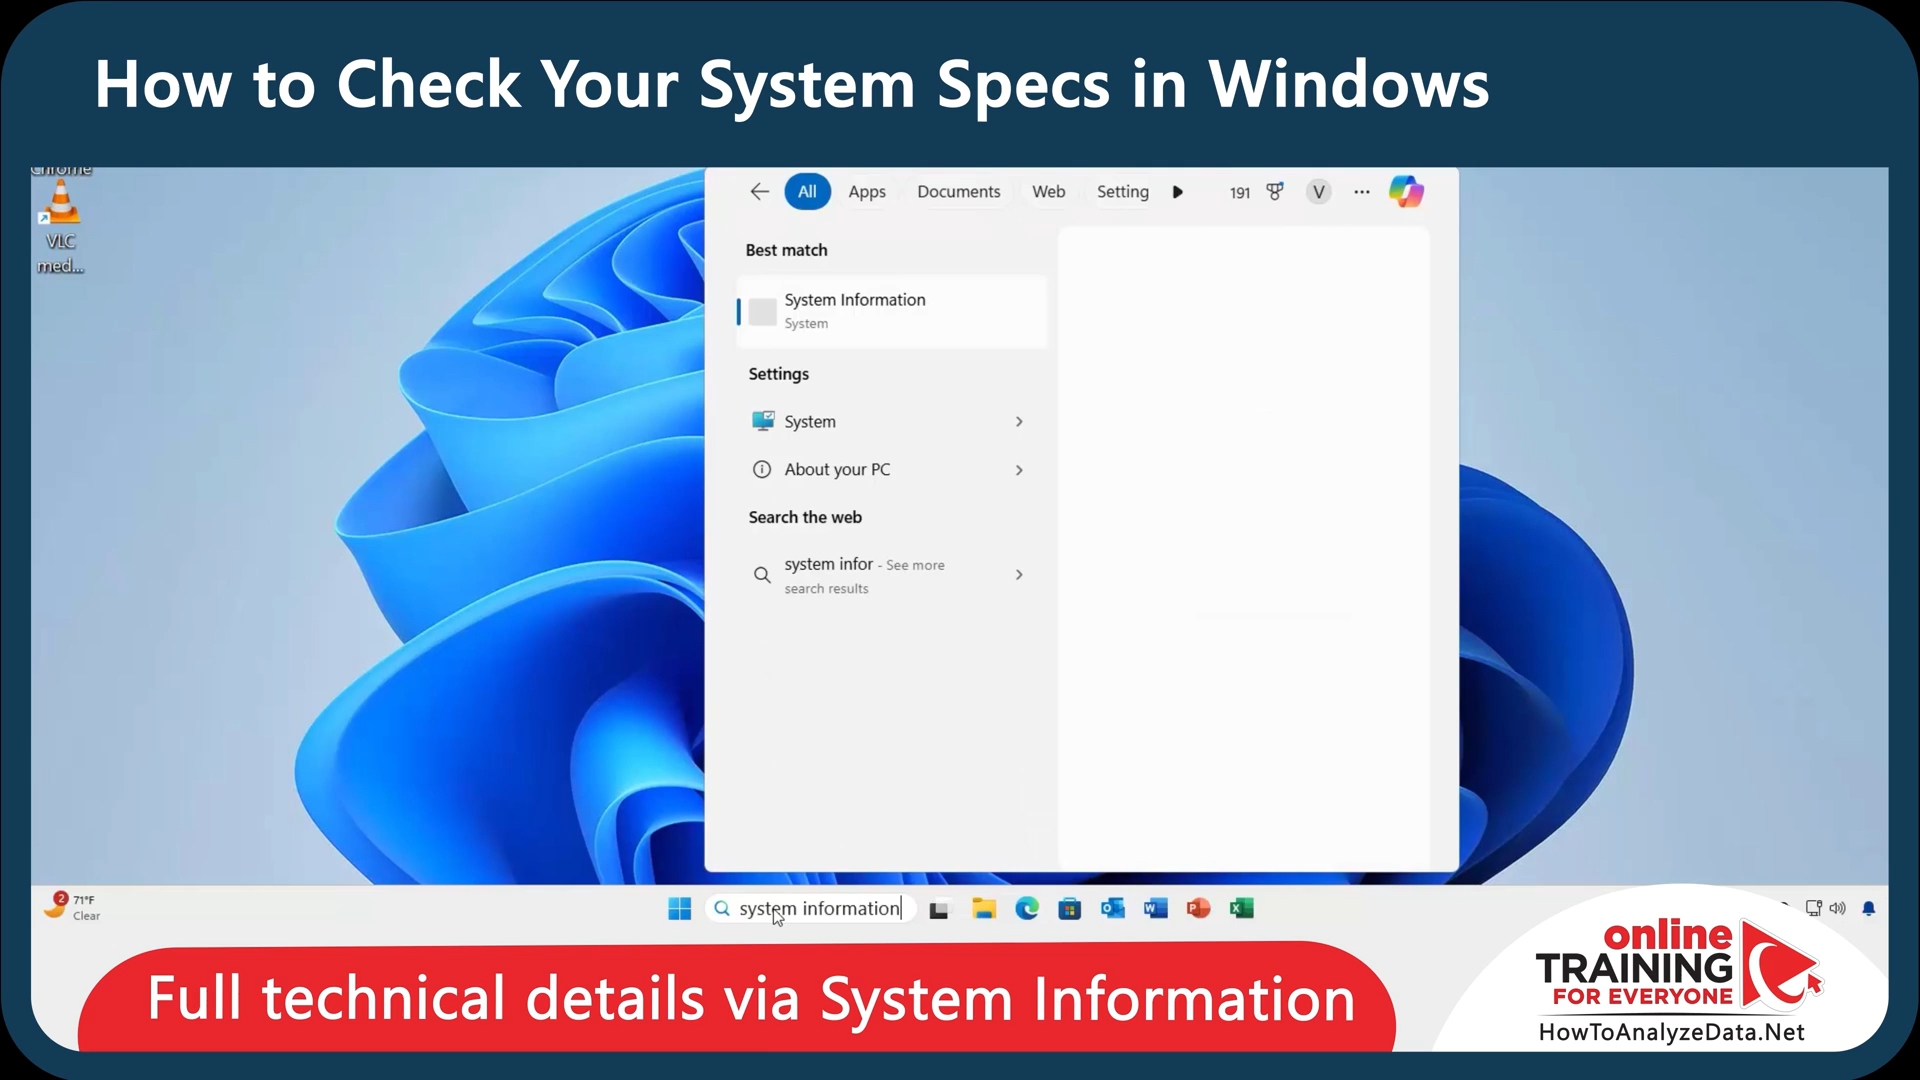 How to Check Your System Specs in Windows
Chrome
VLC
med...
All Apps Documents Web Setting 191 V ...
Best match
System Information
System
Settings
System
About your PC
Search the web
system infor - See more
search results
2 71°F
Clear
system information
Full technical details via System Information
online
TRAINING
FOR EVERYONE
HowToAnalyzeData.Net